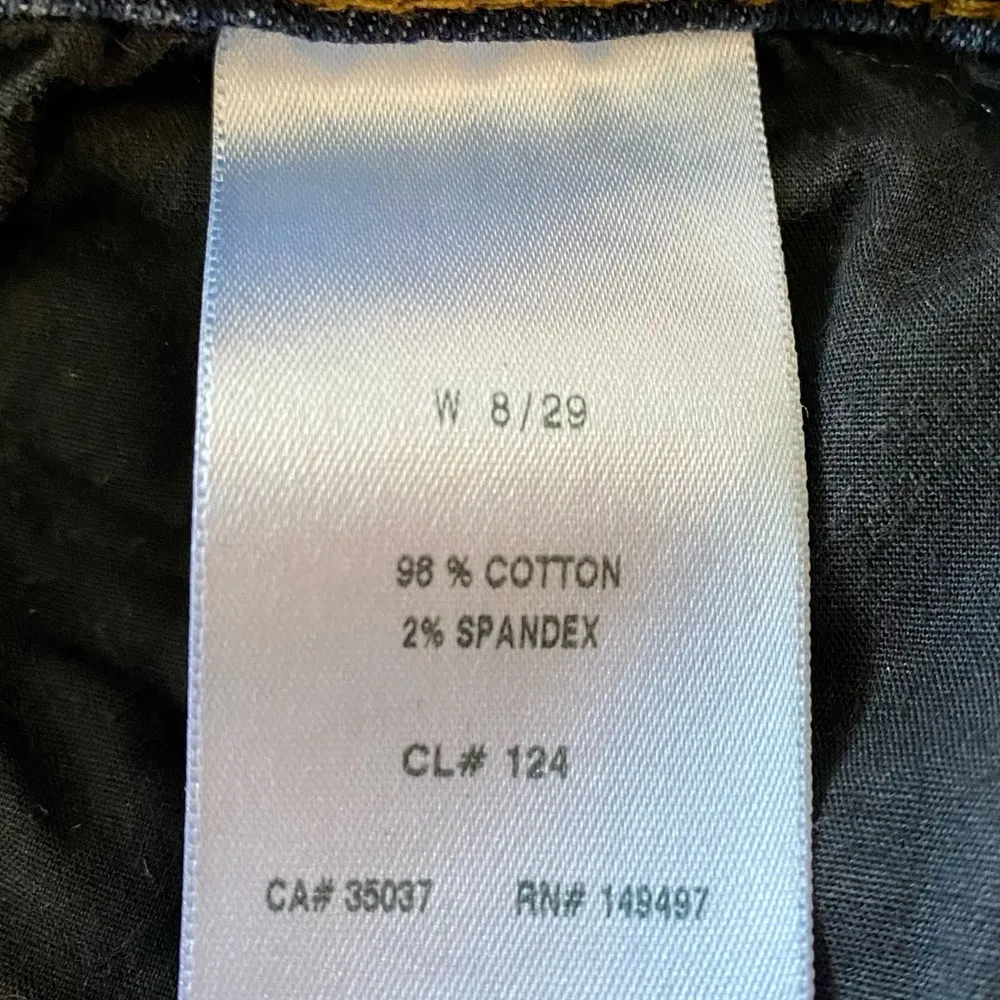 W 8/29
98 % COTTON
2% SPANDEX
CL# 124
CA# 35037 RN# 149497